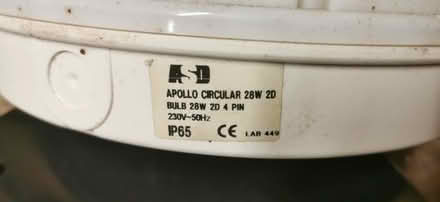 ASD
APOLLO CIRCULAR 28W 2D
BULB 28W 2D 4 PIN
230V~50Hz
IP65 CE LAB 449